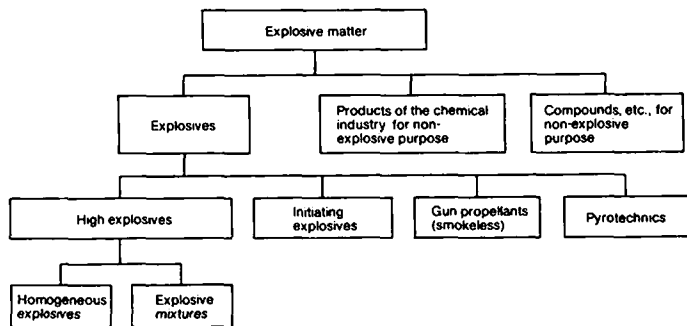 Explosive matter
Explosives
Products of the chemical
industry for non-
explosive purpose
Compounds, etc., for
non-explosive
purpose
High explosives
Initiating
explosives
Gun propellants
(smokeless)
Pyrotechnics
Homogeneous
explosives
Explosive
mixtures